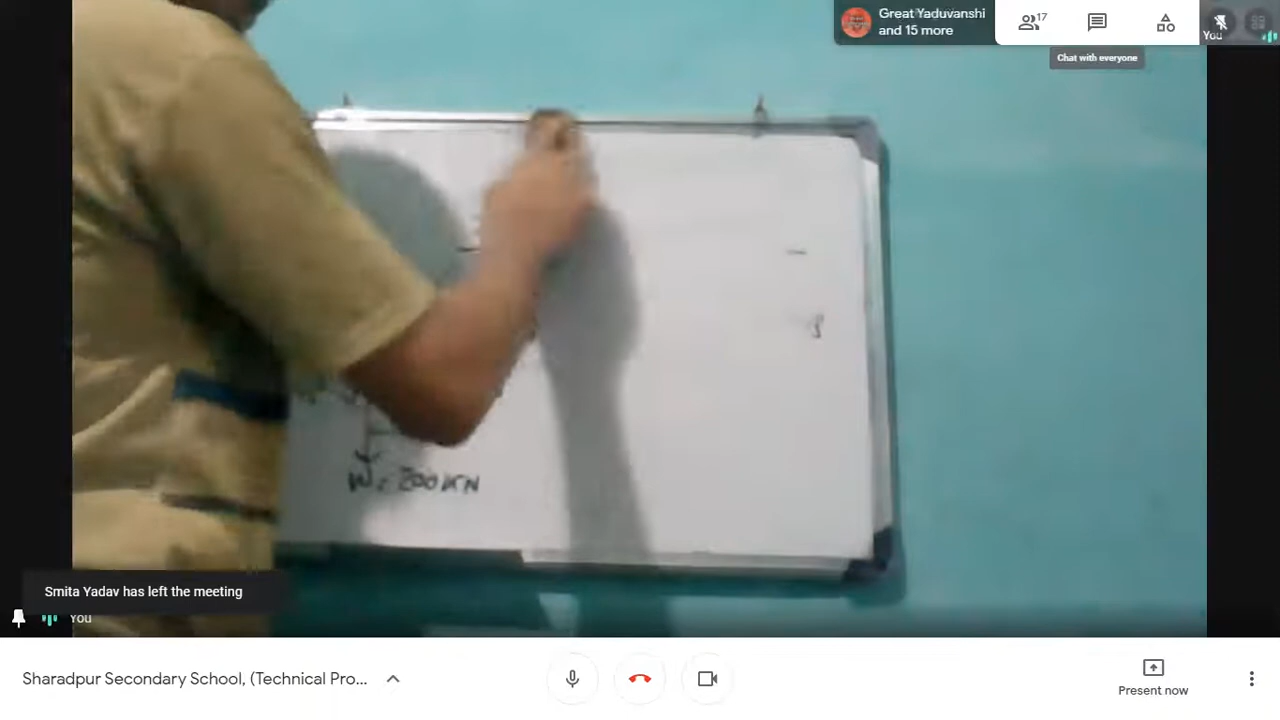 Great Yaduvanshi
and 15 more
17
You
Chat with everyone
W = 200 KN
Smita Yadav has left the meeting
You
Sharadpur Secondary School, (Technical Pro...
Present now